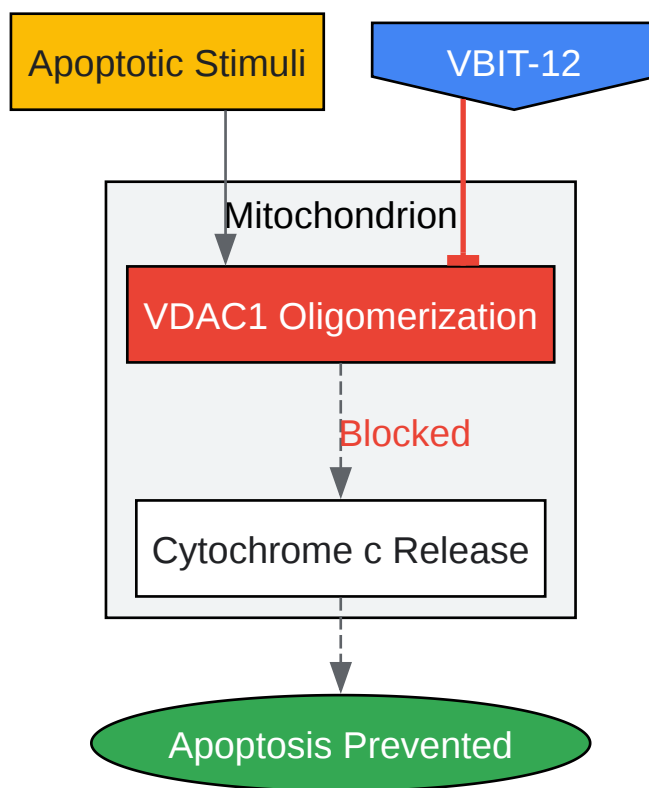 Apoptotic Stimuli
VBIT-12
Mitochondrion
VDAC1 Oligomerization
Blocked
Cytochrome c Release
Apoptosis Prevented